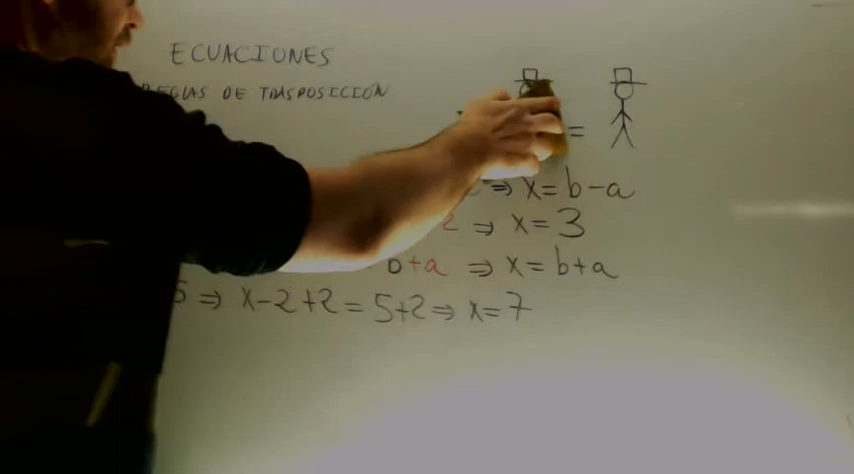 ECUACIONES
REGLAS DE TRASPOSICIÓN
=
⇒ x=b-a
2 ⇒ x=3
b+a ⇒ x=b+a
5 ⇒ x-2+2=5+2 ⇒ x=7